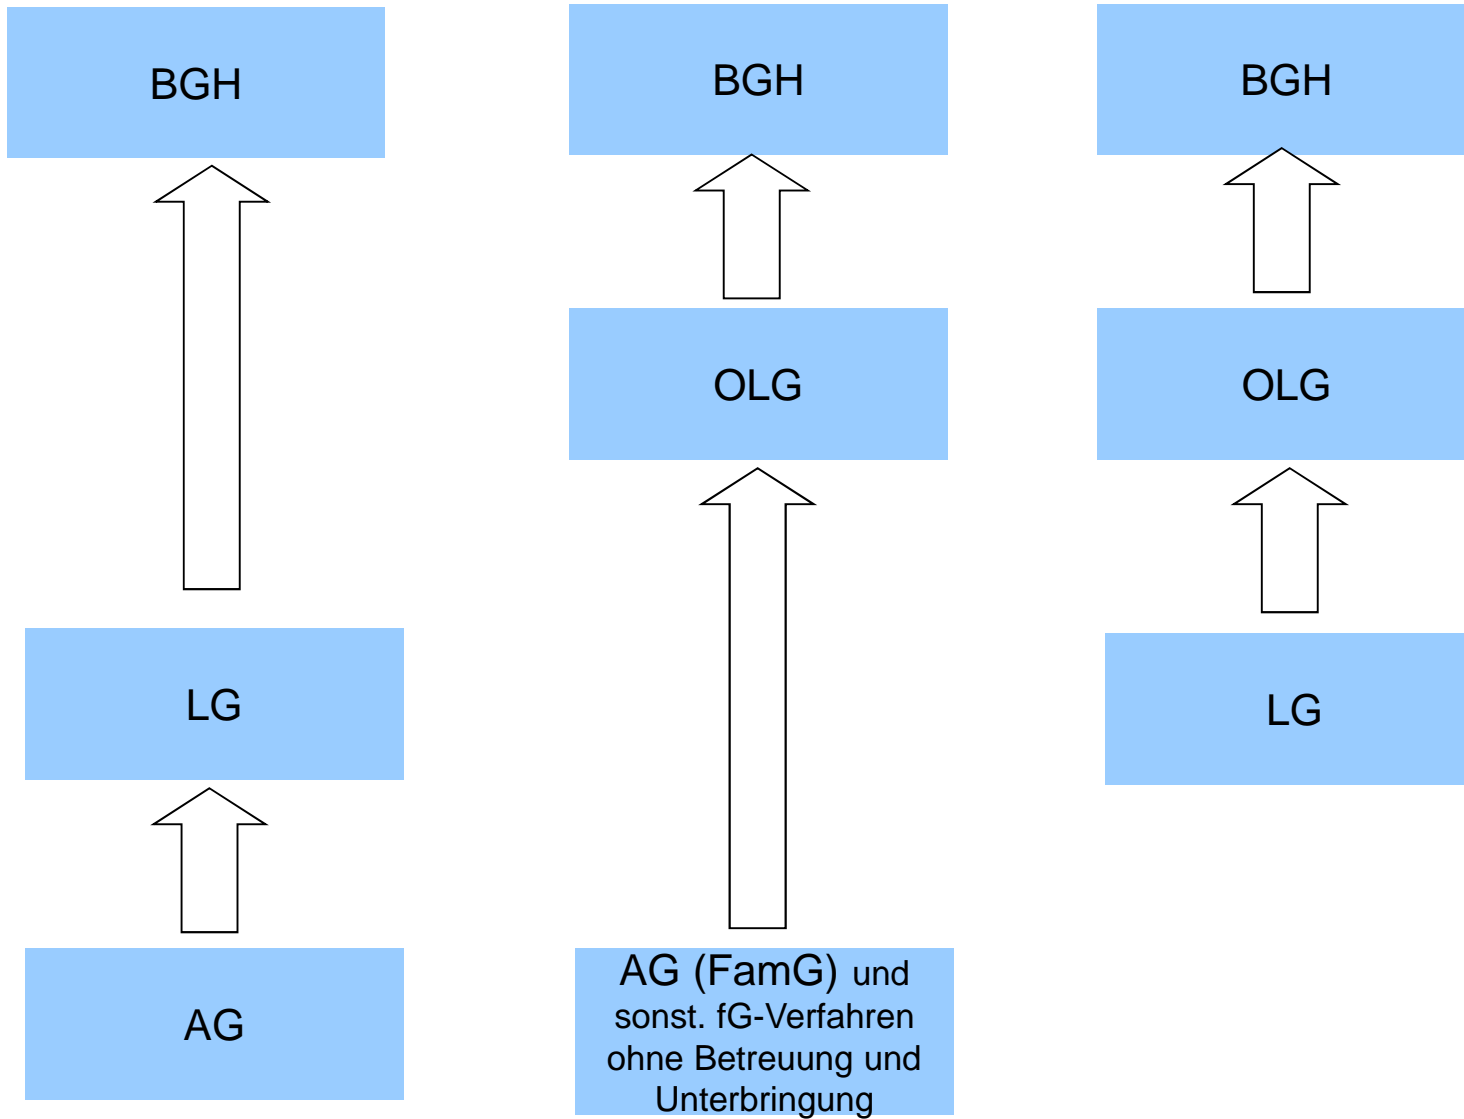 BGH
LG
AG
BGH
OLG
AG (FamG) und
sonst. fG-Verfahren
ohne Betreuung und
Unterbringung
BGH
OLG
LG